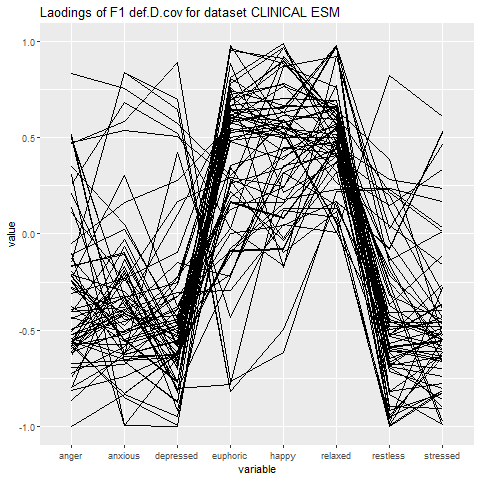 Laodings of F1 def.D.cov for dataset CLINICAL ESM
1.0
0.5
0.0
-0.5
-1.0
value
anger anxious depressed euphoric happy relaxed restless stressed
variable